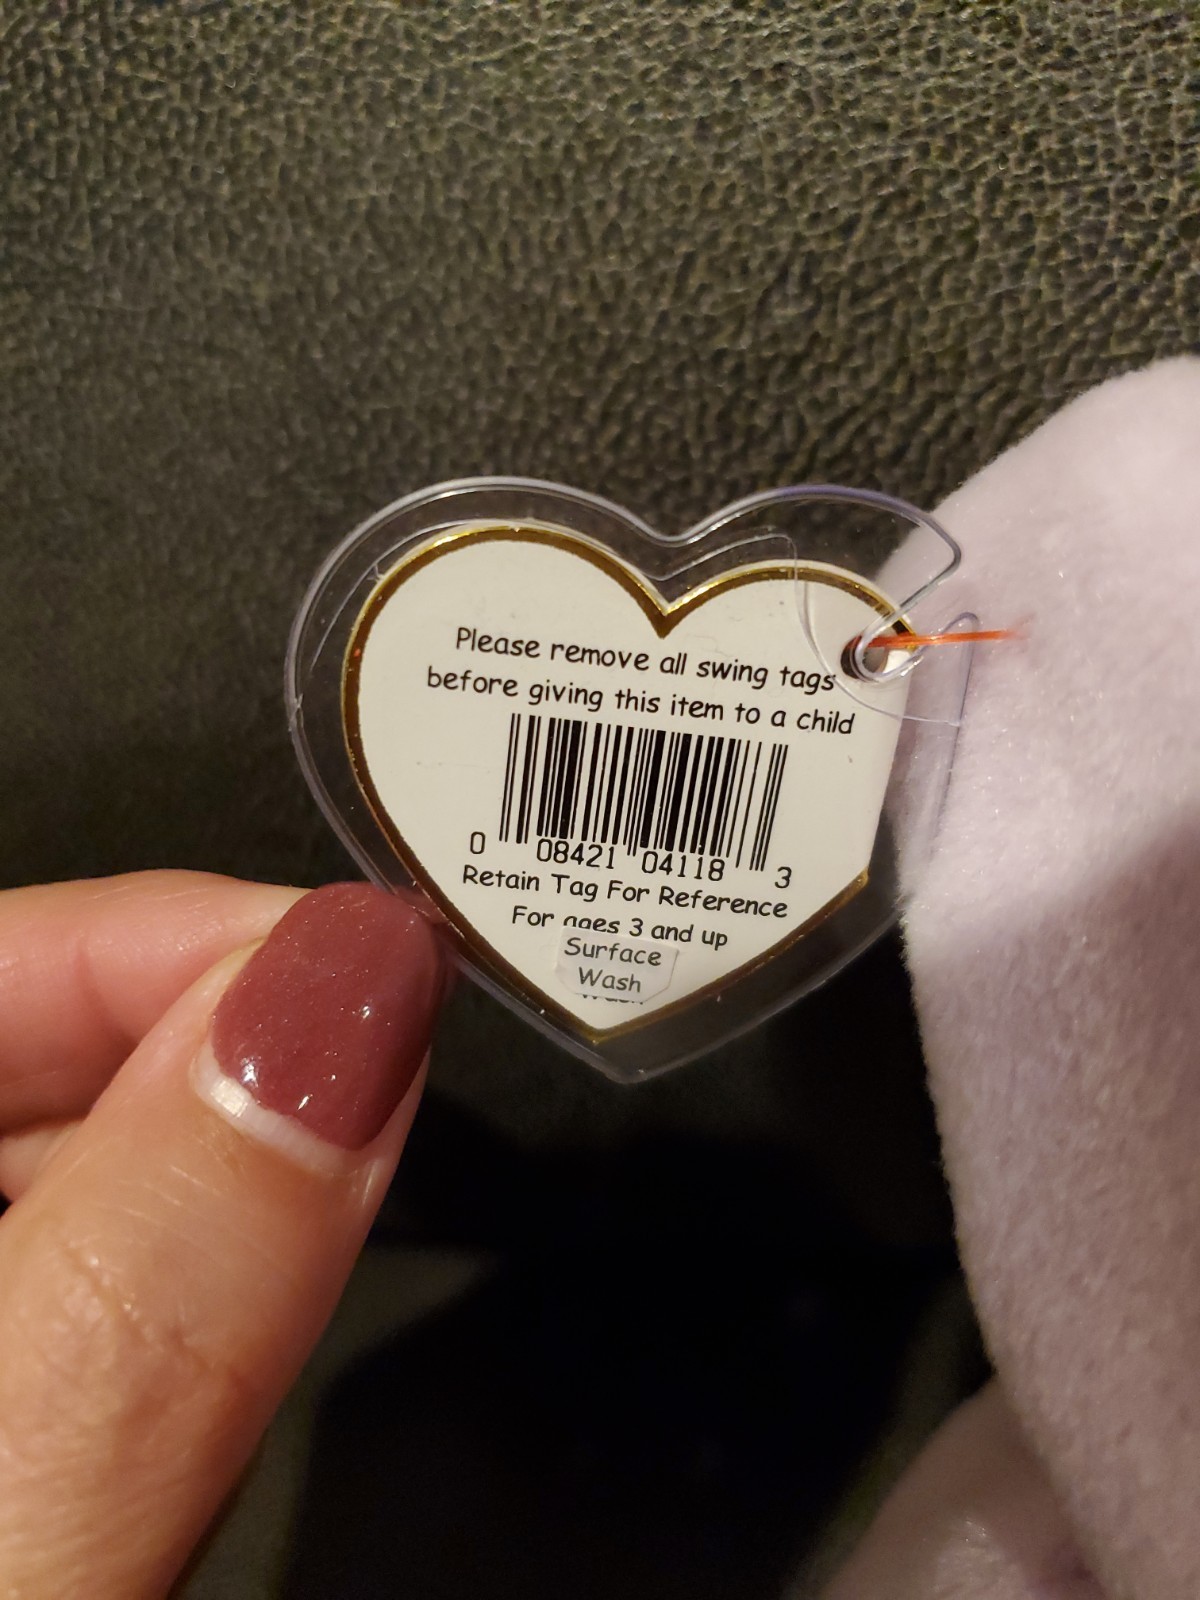 Please remove all swing tags
before giving this item to a child
0 08421 04118 3
Retain Tag For Reference
For ages 3 and up
Surface
Wash